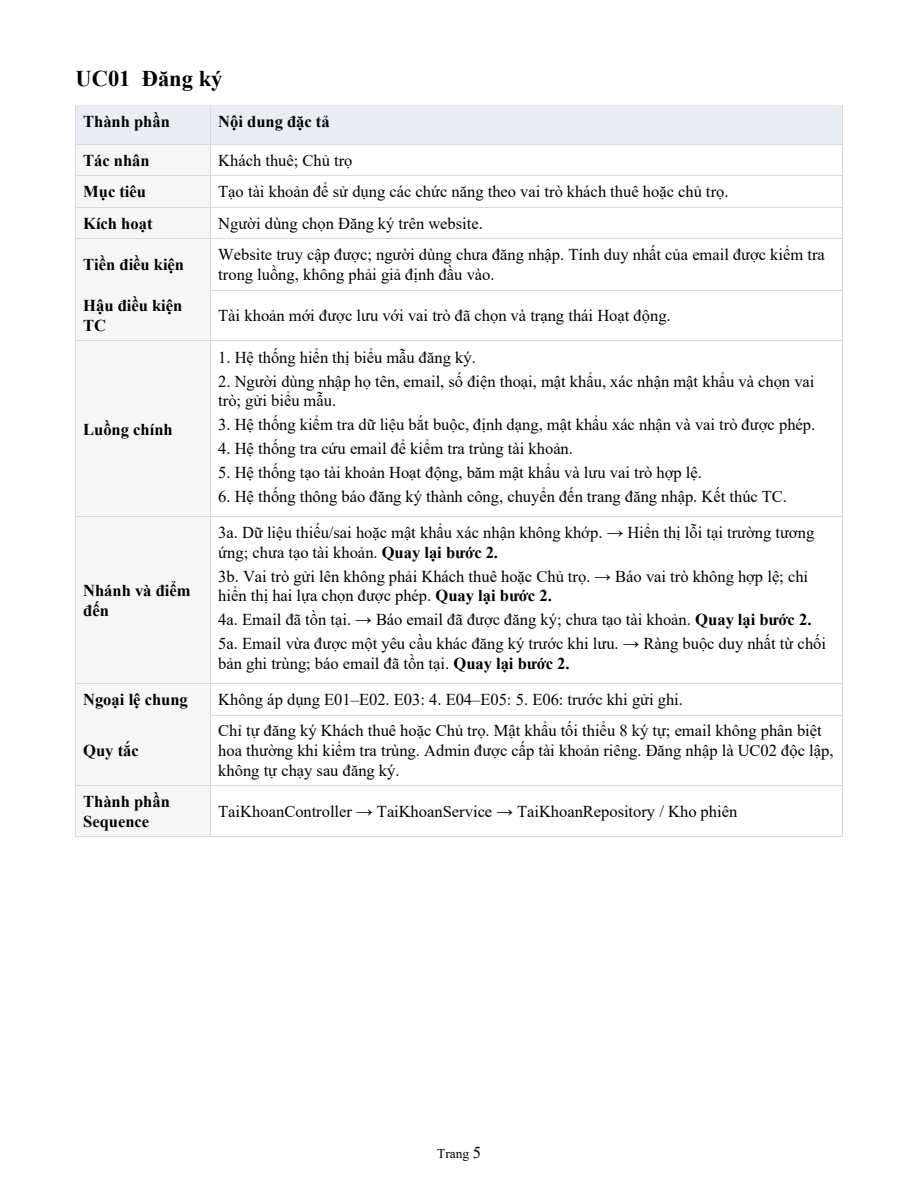 UC01 Đăng ký
Thành phần
Nội dung đặc tả
Tác nhân
Khách thuê; Chủ trọ
Mục tiêu
Tạo tài khoản để sử dụng các chức năng theo vai trò khách thuê hoặc chủ trọ.
Kích hoạt
Người dùng chọn Đăng ký trên website.
Tiền điều kiện
Website truy cập được; người dùng chưa đăng nhập. Tính duy nhất của email được kiểm tra
trong luồng, không phải giả định đầu vào.
Hậu điều kiện
TC
Tài khoản mới được lưu với vai trò đã chọn và trạng thái Hoạt động.
Luồng chính
1. Hệ thống hiển thị biểu mẫu đăng ký.
2. Người dùng nhập họ tên, email, số điện thoại, mật khẩu, xác nhận mật khẩu và chọn vai
trò; gửi biểu mẫu.
3. Hệ thống kiểm tra dữ liệu bắt buộc, định dạng, mật khẩu xác nhận và vai trò được phép.
4. Hệ thống tra cứu email để kiểm tra trùng tài khoản.
5. Hệ thống tạo tài khoản Hoạt động, băm mật khẩu và lưu vai trò hợp lệ.
6. Hệ thống thông báo đăng ký thành công, chuyển đến trang đăng nhập. Kết thúc TC.
Nhánh và điểm
đến
3a. Dữ liệu thiếu/sai hoặc mật khẩu xác nhận không khớp. → Hiển thị lỗi tại trường tương
ứng; chưa tạo tài khoản. Quay lại bước 2.
3b. Vai trò gửi lên không phải Khách thuê hoặc Chủ trọ. → Báo vai trò không hợp lệ; chỉ
hiển thị hai lựa chọn được phép. Quay lại bước 2.
4a. Email đã tồn tại. → Báo email đã được đăng ký; chưa tạo tài khoản. Quay lại bước 2.
5a. Email vừa được một yêu cầu khác đăng ký trước khi lưu. → Ràng buộc duy nhất từ chối
bản ghi trùng; báo email đã tồn tại. Quay lại bước 2.
Ngoại lệ chung
Không áp dụng E01–E02. E03: 4. E04–E05: 5. E06: trước khi gửi ghi.
Quy tắc
Chỉ tự đăng ký Khách thuê hoặc Chủ trọ. Mật khẩu tối thiểu 8 ký tự; email không phân biệt
hoa thường khi kiểm tra trùng. Admin được cấp tài khoản riêng. Đăng nhập là UC02 độc lập,
không tự chạy sau đăng ký.
Thành phần
Sequence
TaiKhoanController → TaiKhoanService → TaiKhoanRepository / Kho phiên
Trang 5